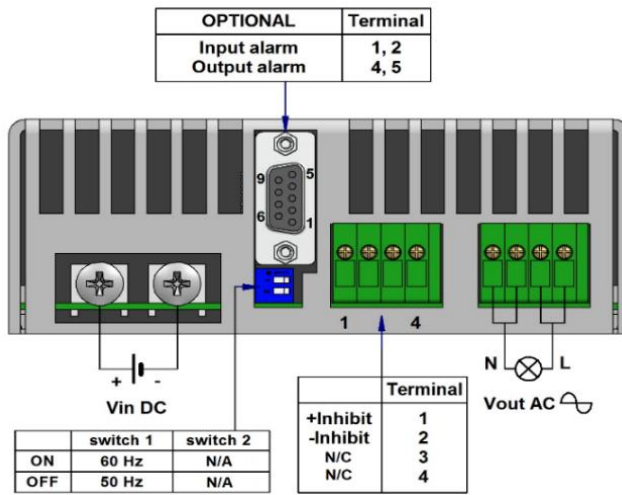 OPTIONAL Terminal
Input alarm 1, 2
Output alarm 4, 5
9 5
6 1
1 4
+ -
Vin DC
N L
Vout AC
switch 1 switch 2
ON 60 Hz N/A
OFF 50 Hz N/A
Terminal
+Inhibit 1
-Inhibit 2
N/C 3
N/C 4